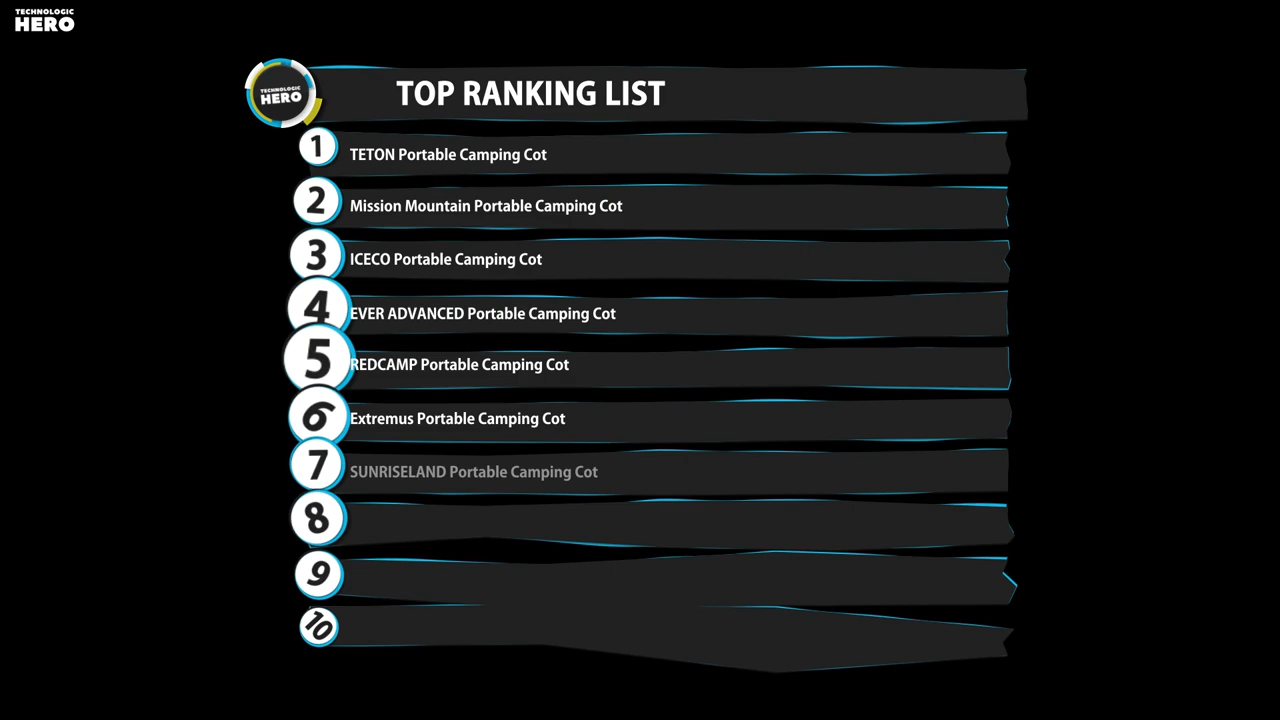 TECHNOLOGIC
HERO
TECHNOLOGIC
HERO
TOP RANKING LIST
1 TETON Portable Camping Cot
2 Mission Mountain Portable Camping Cot
3 ICECO Portable Camping Cot
4 EVER ADVANCED Portable Camping Cot
5 REDCAMP Portable Camping Cot
6 Extremus Portable Camping Cot
7 SUNRISELAND Portable Camping Cot
8
9
10